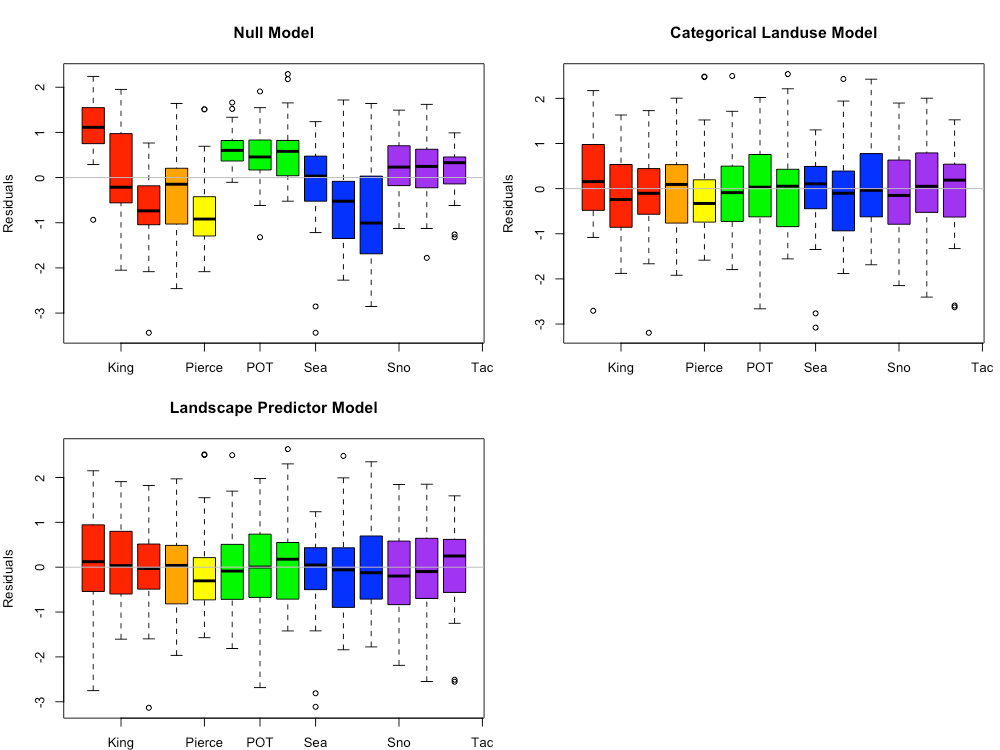 Null Model
Residuals
2
1
0
-1
-2
-3
King Pierce POT Sea Sno Tac
Categorical Landuse Model
Residuals
2
1
0
-1
-2
-3
King Pierce POT Sea Sno Tac
Landscape Predictor Model
Residuals
2
1
0
-1
-2
-3
King Pierce POT Sea Sno Tac